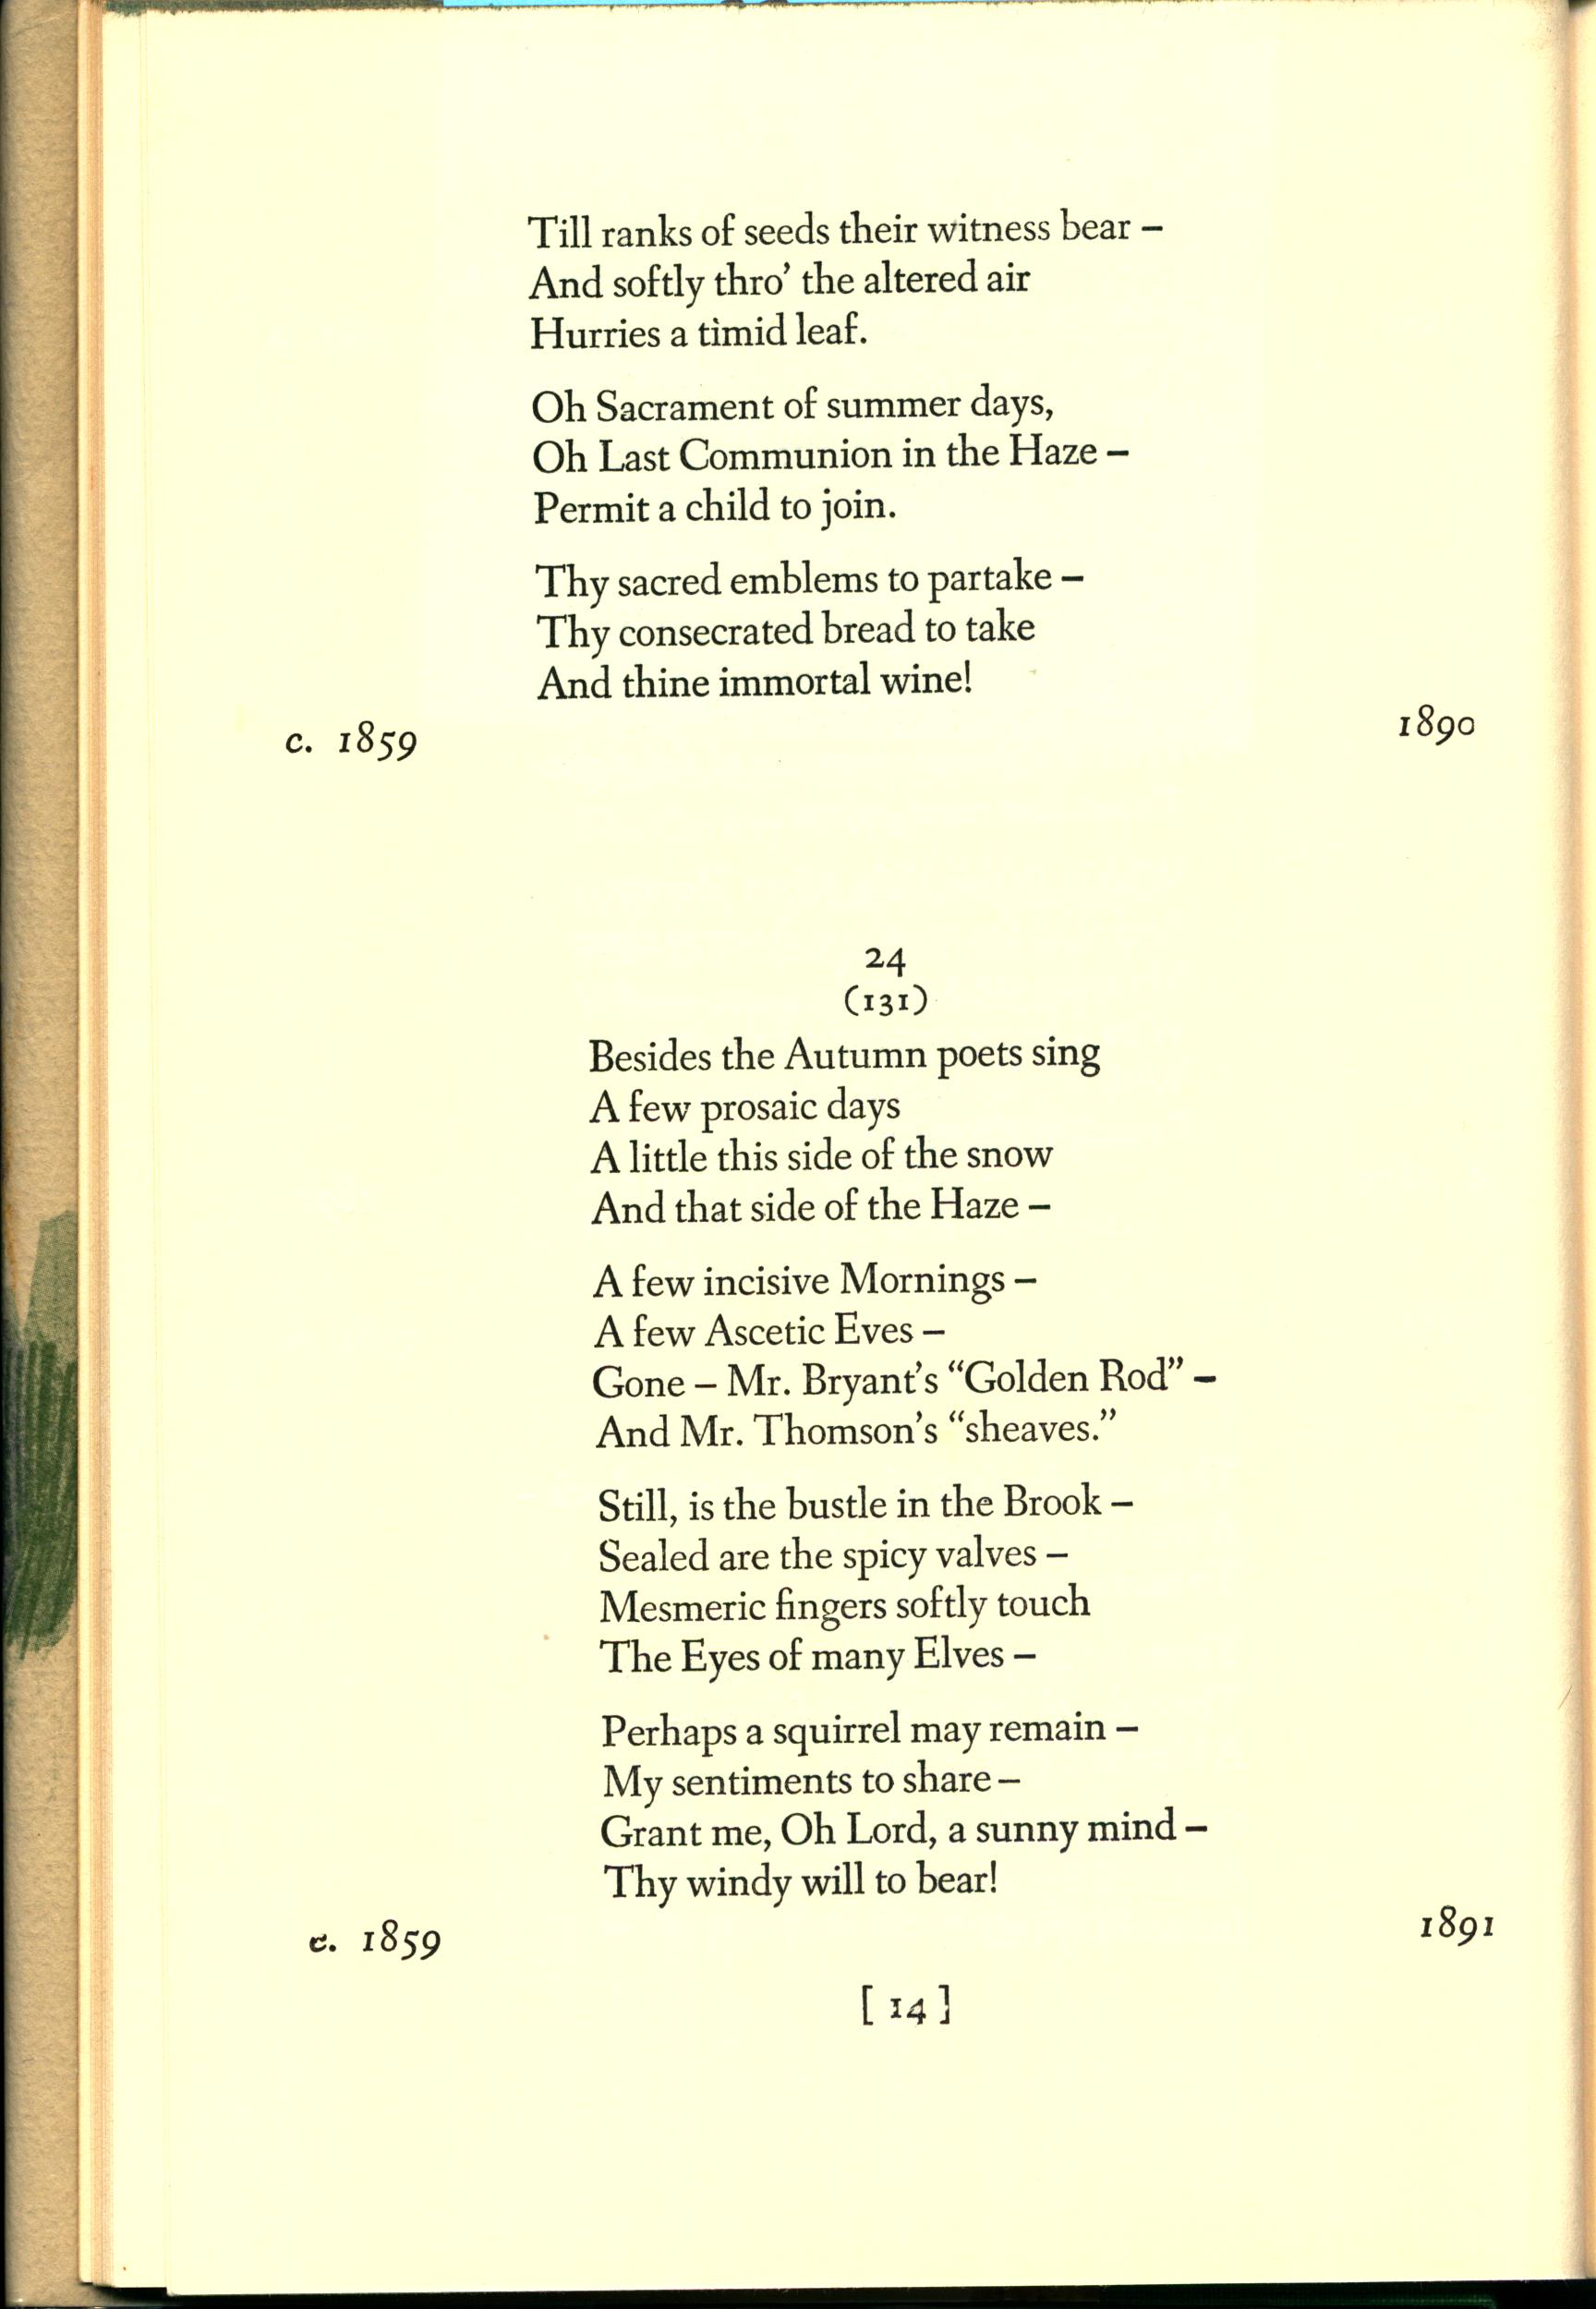 Till ranks of seeds their witness bear –
And softly thro' the altered air
Hurries a timid leaf.
Oh Sacrament of summer days,
Oh Last Communion in the Haze –
Permit a child to join.
Thy sacred emblems to partake –
Thy consecrated bread to take
And thine immortal wine!
c. 1859 1890
24
(131)
Besides the Autumn poets sing
A few prosaic days
A little this side of the snow
And that side of the Haze –
A few incisive Mornings –
A few Ascetic Eves –
Gone – Mr. Bryant's “Golden Rod” –
And Mr. Thomson's “sheaves.”
Still, is the bustle in the Brook –
Sealed are the spicy valves –
Mesmeric fingers softly touch
The Eyes of many Elves –
Perhaps a squirrel may remain –
My sentiments to share –
Grant me, Oh Lord, a sunny mind –
Thy windy will to bear!
c. 1859 1891
[ 14 ]